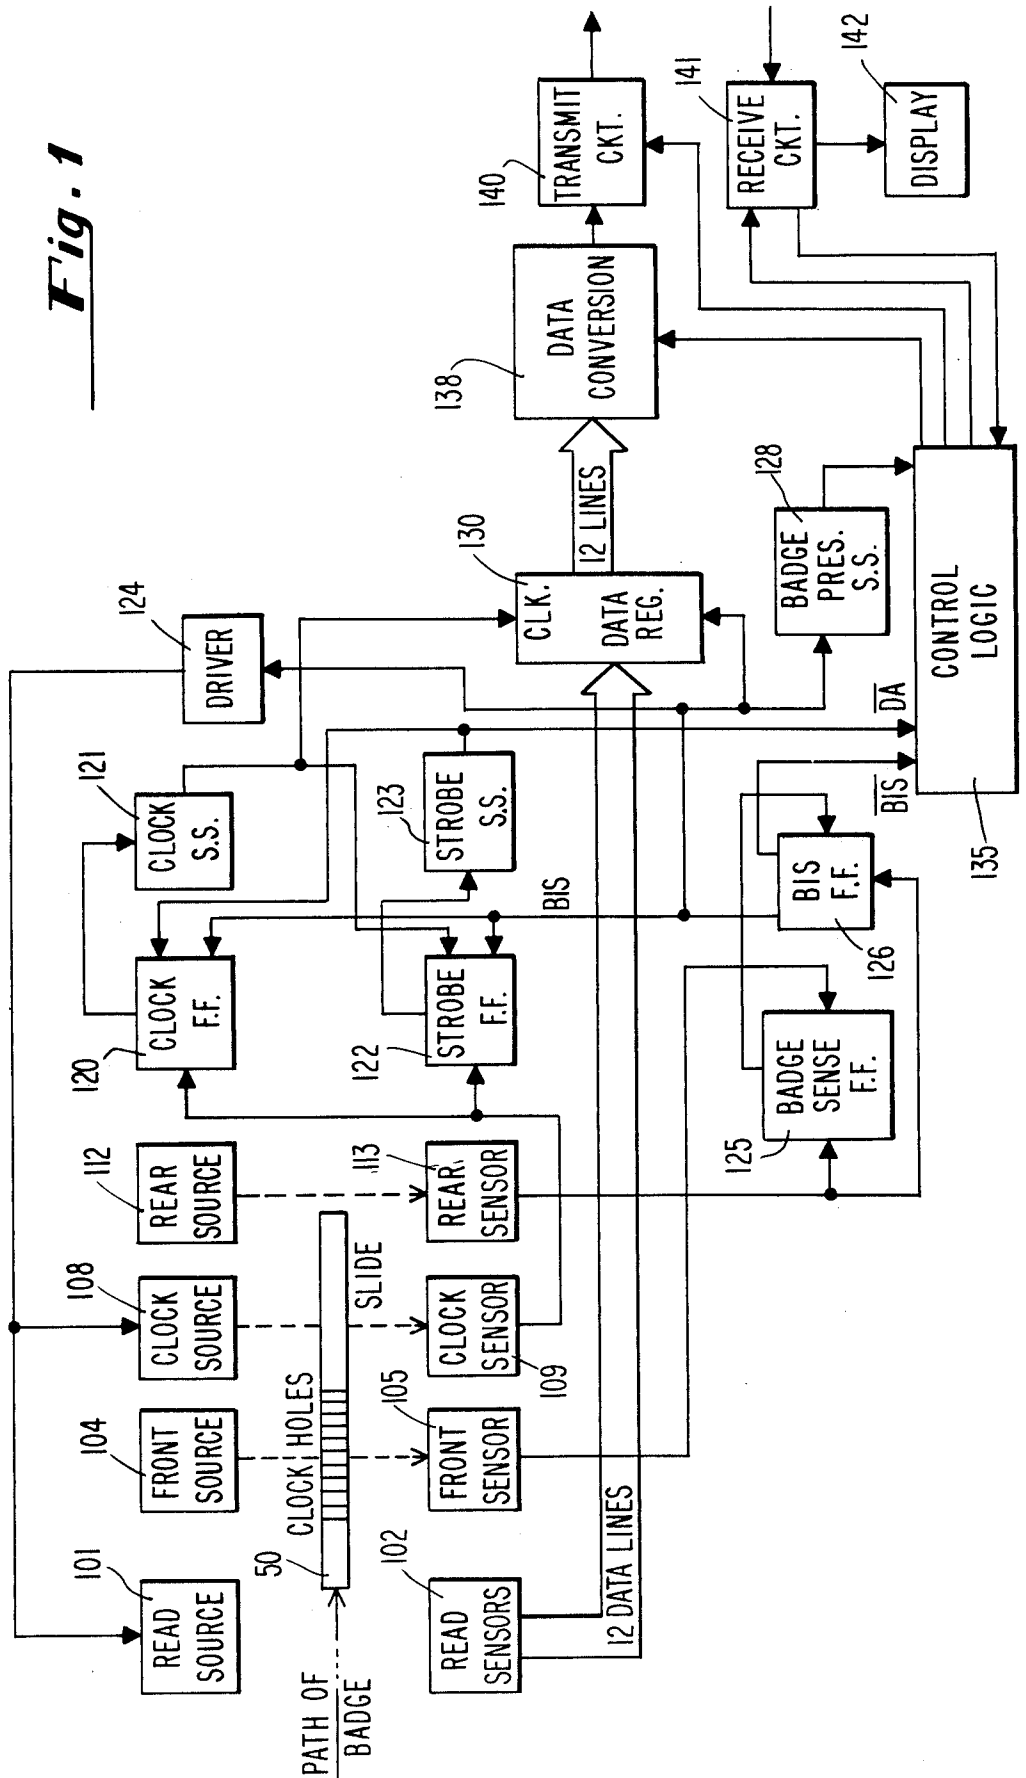 Fig. 1
101
READ
SOURCE
104
FRONT
SOURCE
108
CLOCK
SOURCE
112
REAR
SOURCE
120
CLOCK
F.F.
121
CLOCK
S.S.
124
DRIVER
PATH OF
BADGE
50
CLOCK HOLES
SLIDE
102
READ
SENSORS
105
FRONT
SENSOR
109
CLOCK
SENSOR
113
REAR
SENSOR
122
STROBE
F.F.
123
STROBE
S.S.
130
CLK.
DATA
REG.
12 LINES
138
DATA
CONVERSION
140
TRANSMIT
CKT.
141
RECEIVE
CKT.
142
DISPLAY
12 DATA LINES
BIS
125
BADGE
SENSE
F.F.
126
BIS
F.F.
BIS
DA
128
BADGE
PRES.
S.S.
135
CONTROL
LOGIC